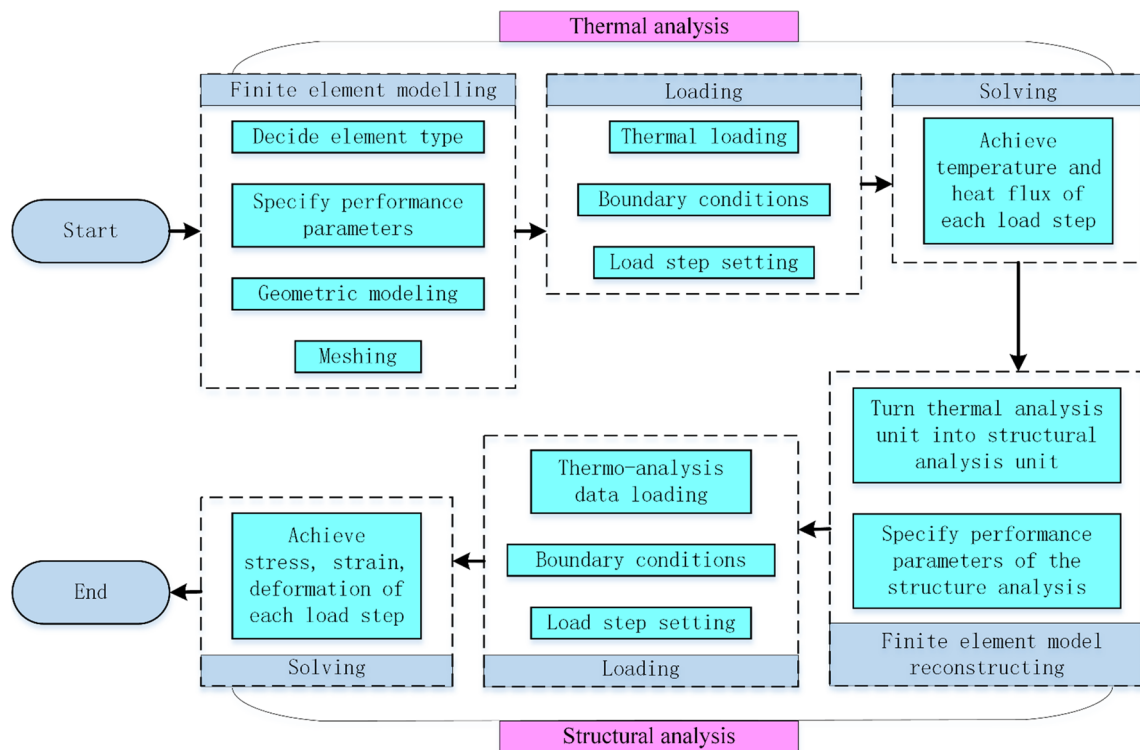 Thermal analysis
Finite element modelling
Decide element type
Specify performance
parameters
Geometric modeling
Meshing
Loading
Thermal loading
Boundary conditions
Load step setting
Solving
Achieve
temperature and
heat flux of
each load step
Start
Turn thermal analysis
unit into structural
analysis unit
Specify performance
parameters of the
structure analysis
Finite element model
reconstructing
Thermo-analysis
data loading
Boundary conditions
Load step setting
Loading
Achieve
stress, strain,
deformation of
each load step
Solving
End
Structural analysis